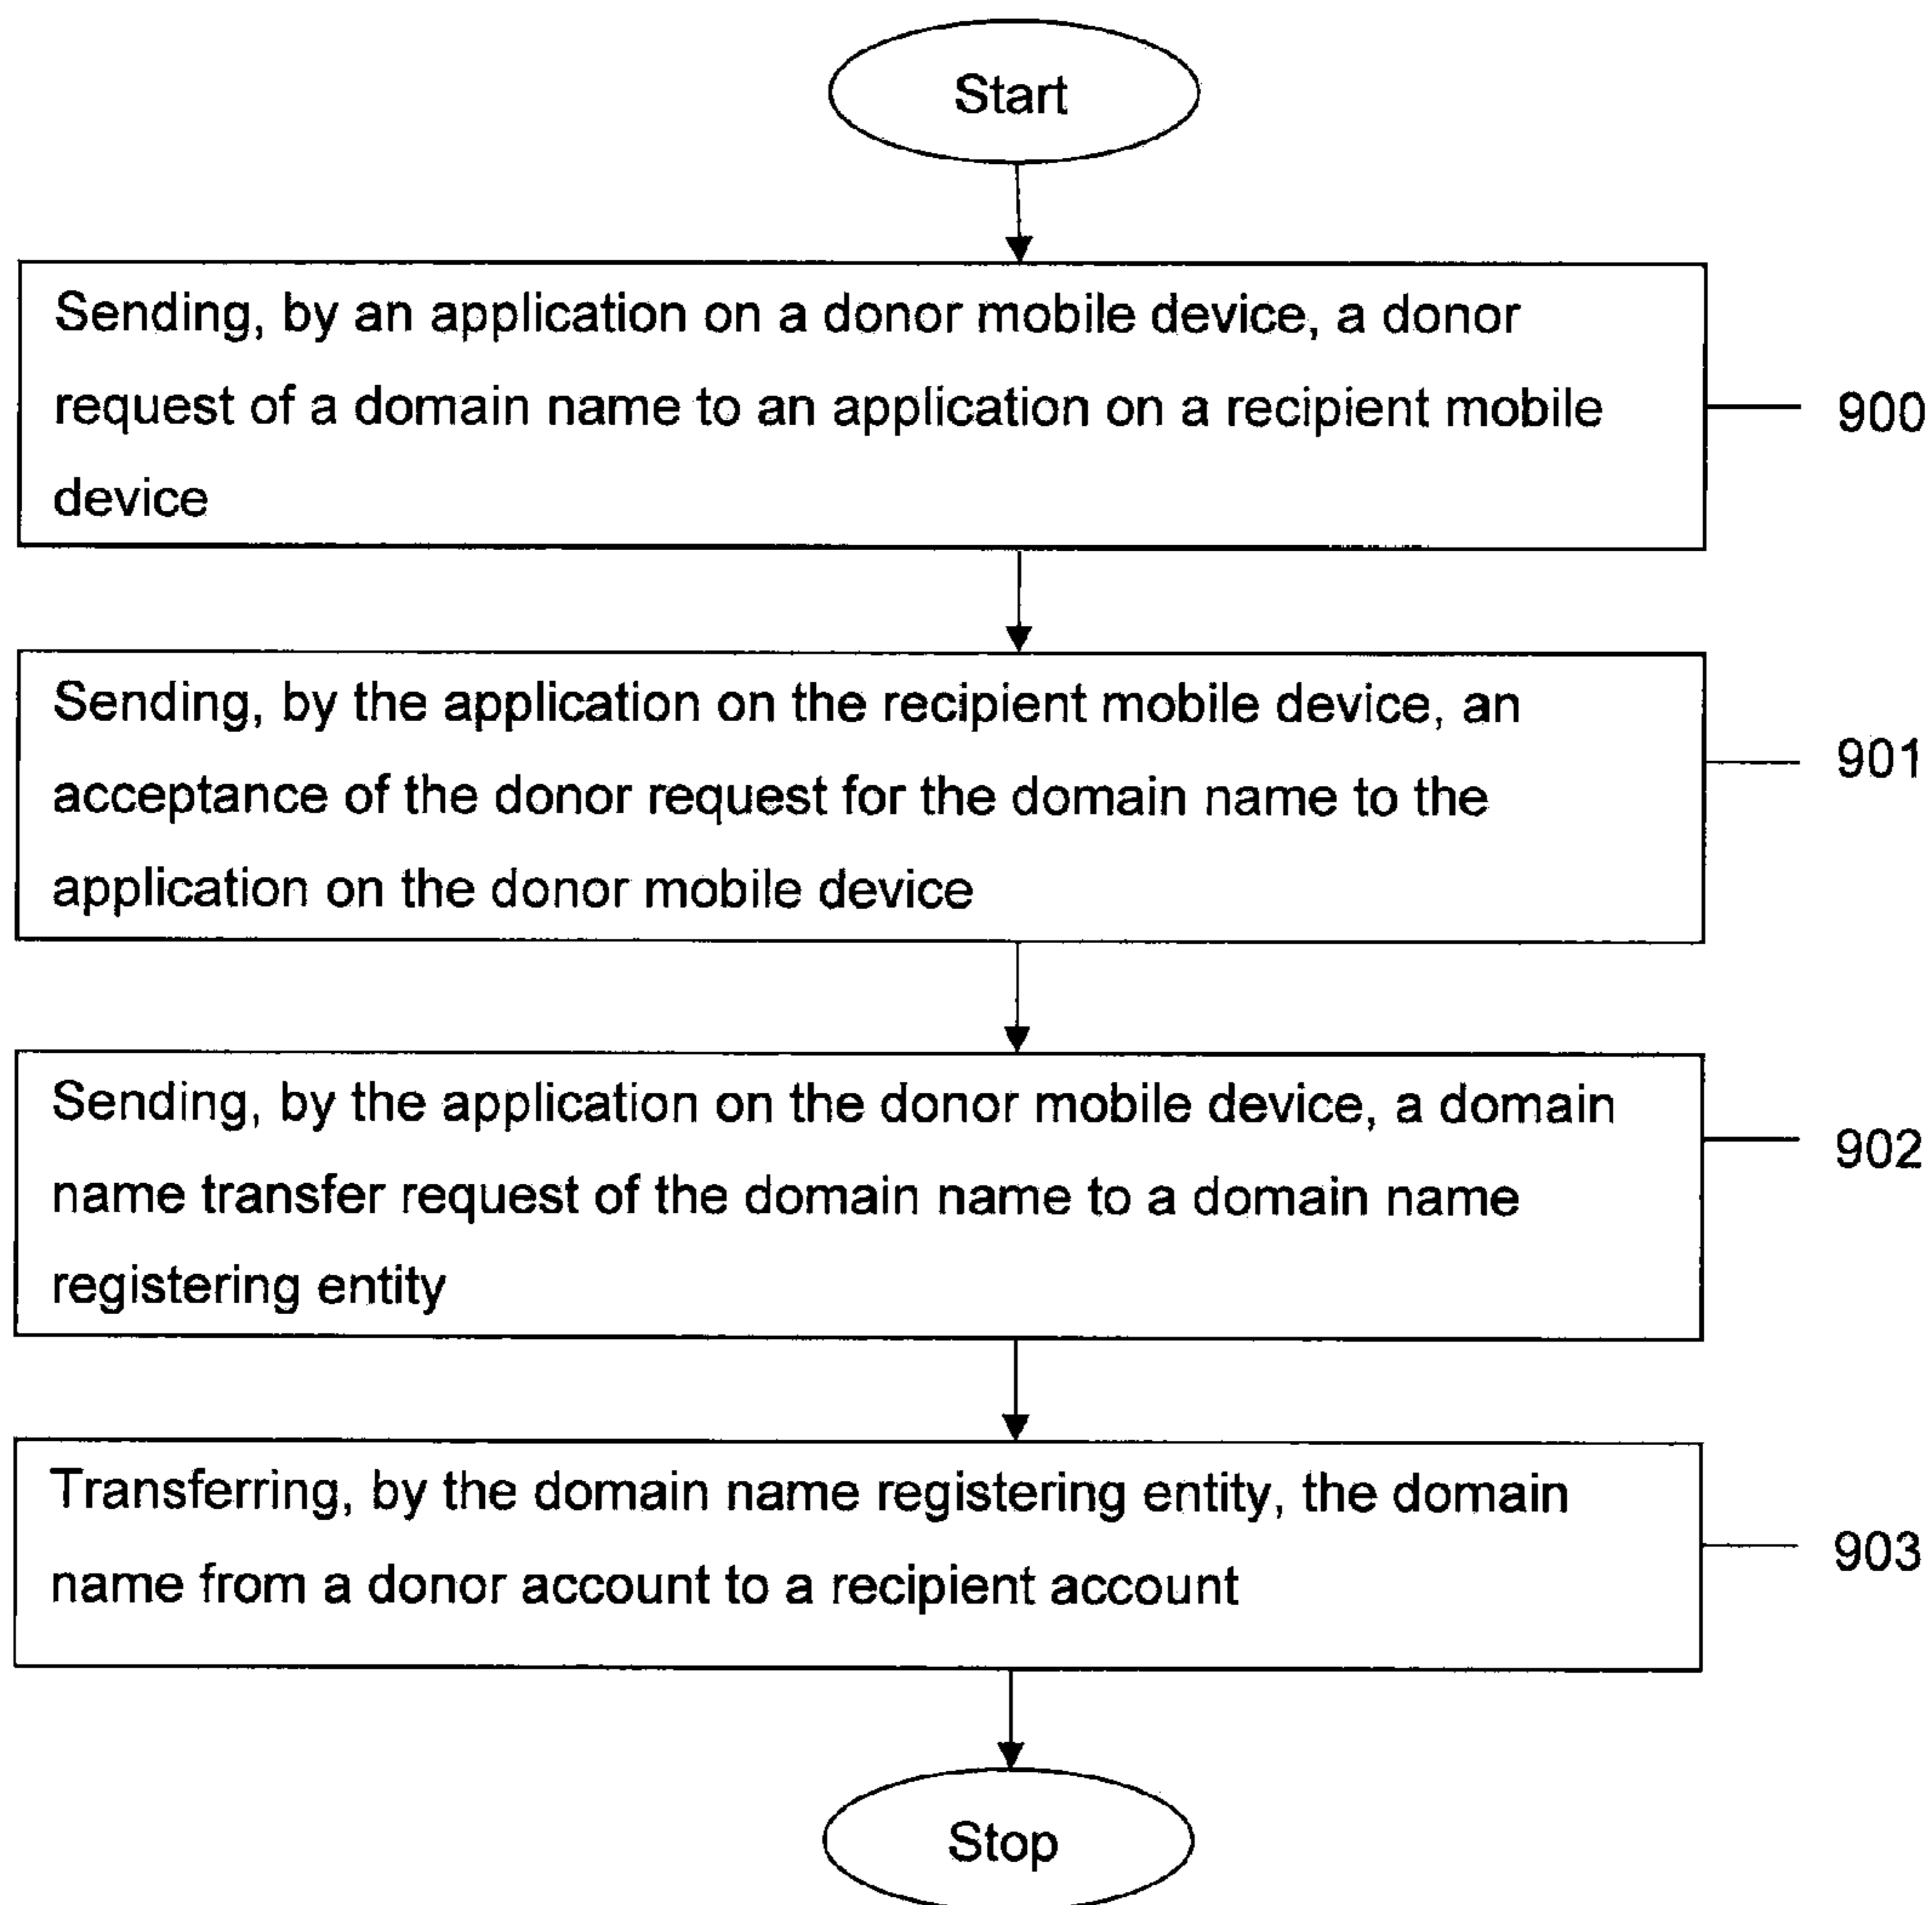 Start
Sending, by an application on a donor mobile device, a donor
request of a domain name to an application on a recipient mobile
device
900
Sending, by the application on the recipient mobile device, an
acceptance of the donor request for the domain name to the
application on the donor mobile device
901
Sending, by the application on the donor mobile device, a domain
name transfer request of the domain name to a domain name
registering entity
902
Transferring, by the domain name registering entity, the domain
name from a donor account to a recipient account
903
Stop